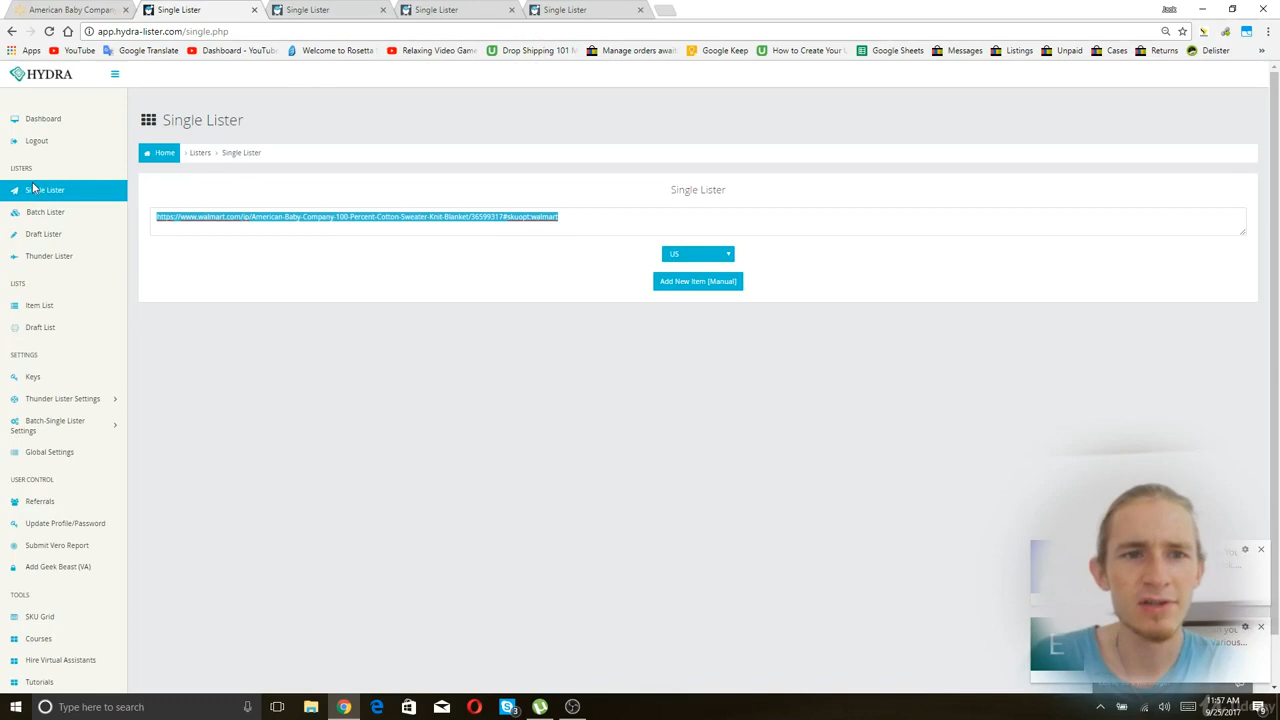 American Baby Compan
Single Lister
Single Lister
Single Lister
Single Lister
app.hydra-lister.com/single.php
Apps
YouTube
Google Translate
Dashboard - YouTu
Welcome to Rosetta
Relaxing Video Gam
Drop Shipping 101 M
Manage orders await
Google Keep
How to Create Your
Google Sheets
Messages
Listings
Unpaid
Cases
Returns
Delister
HYDRA
Single Lister
Home > Listers > Single Lister
Single Lister
https://www.walmart.com/ip/American-Baby-Company-100-Percent-Cotton-Sweater-Knit-Blanket/36599317#skuopt:walmart
US
Add New Item [Manual]
Dashboard
Logout
LISTERS
Single Lister
Batch Lister
Draft Lister
Thunder Lister
LISTS
Item List
Draft List
SETTINGS
Keys
Thunder Lister Settings
Batch-Single Lister
Settings
Global Settings
USER CONTROL
Referrals
Update Profile/Password
Submit Vero Report
Add Geek Beast (VA)
TOOLS
SKU Grid
Courses
Hire Virtual Assistants
Tutorials
E
various...
Type here to search
11:57 AM
9/25/2017